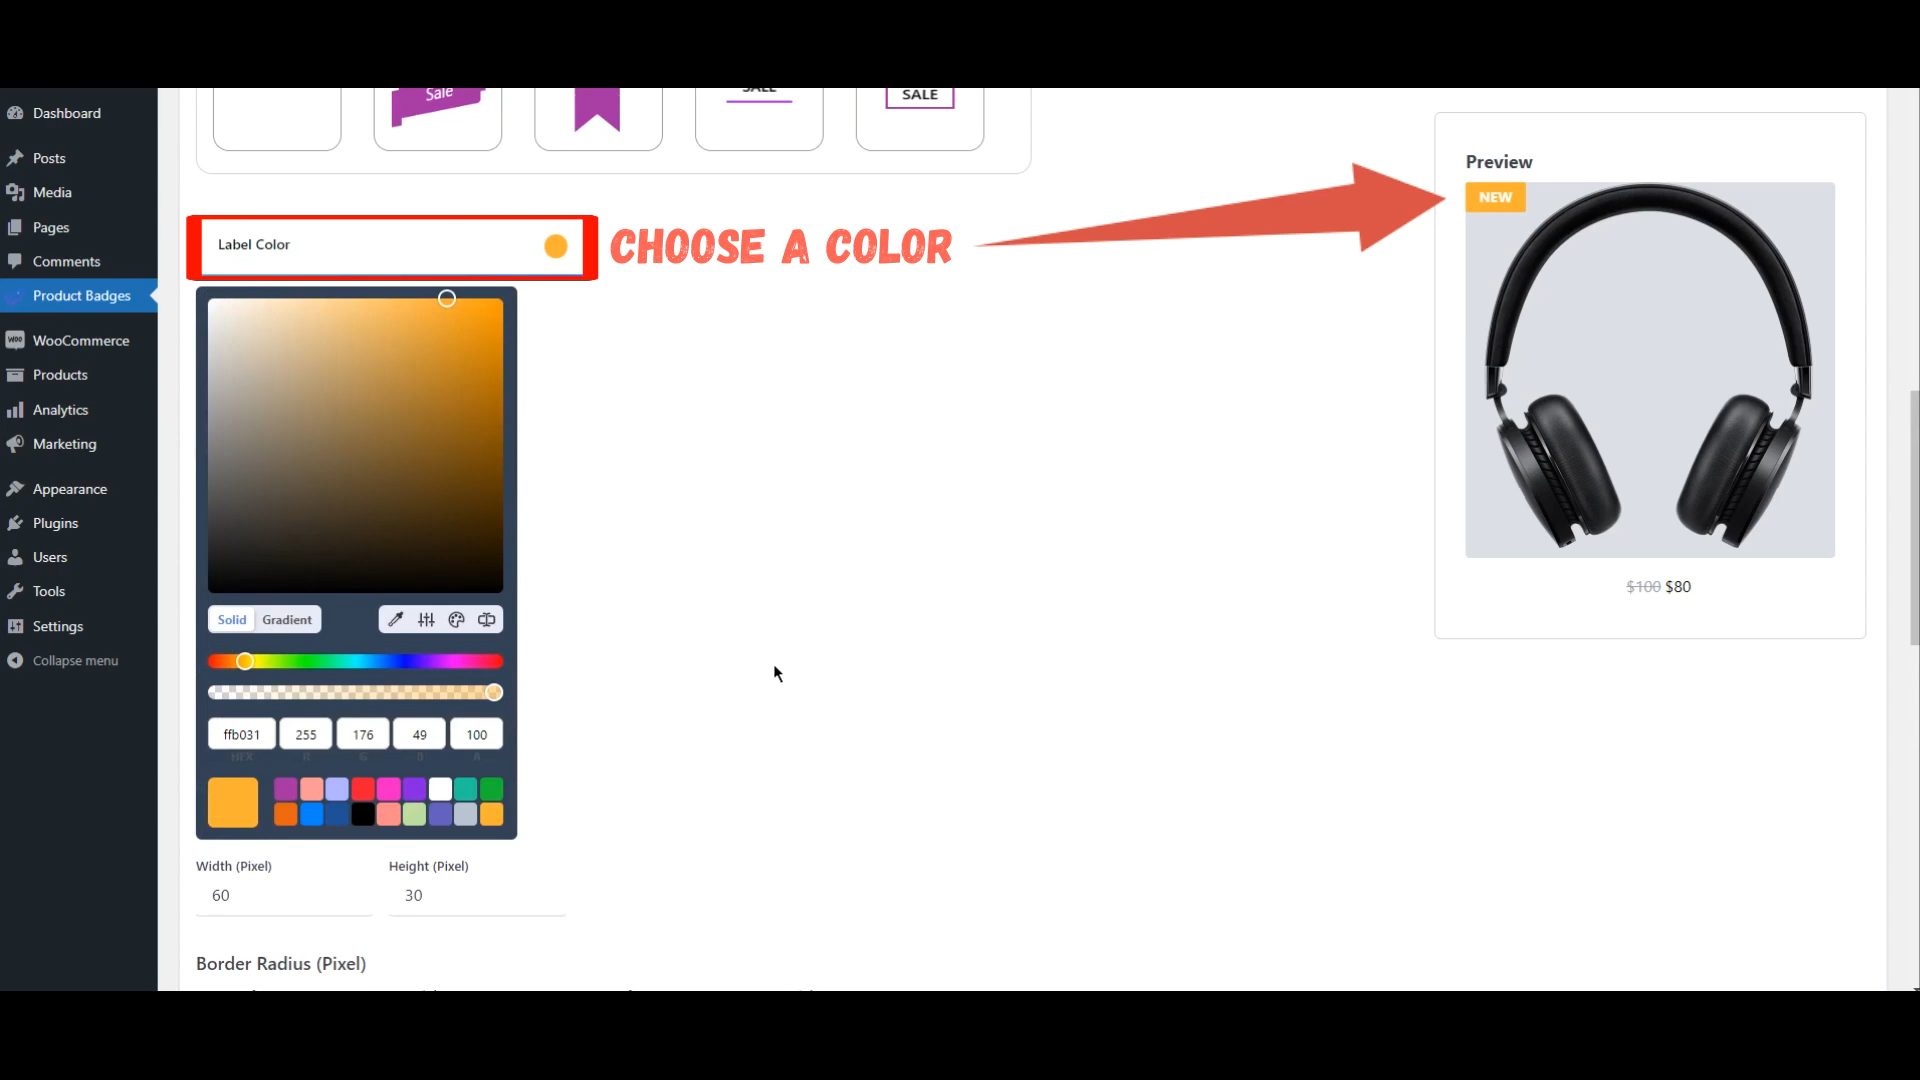 Dashboard
Posts
Media
Pages
Comments
Product Badges
WooCommerce
Products
Analytics
Marketing
Appearance
Plugins
Users
Tools
Settings
Collapse menu
Sale
SALE
SALE
Label Color
CHOOSE A COLOR
Solid
Gradient
ffb031
255
176
49
100
HEX
R
G
B
A
Width (Pixel)
Height (Pixel)
60
30
Border Radius (Pixel)
Preview
NEW
$100 $80